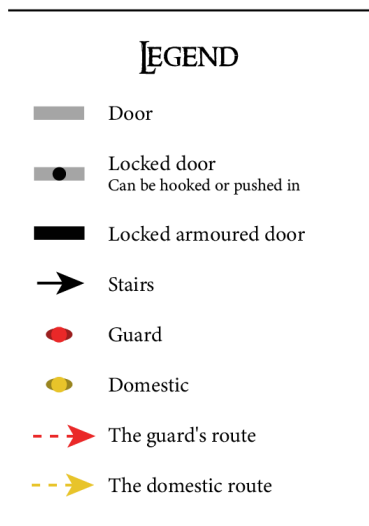 LEGEND
Door
Locked door
Can be hooked or pushed in
Locked armoured door
Stairs
Guard
Domestic
The guard's route
The domestic route